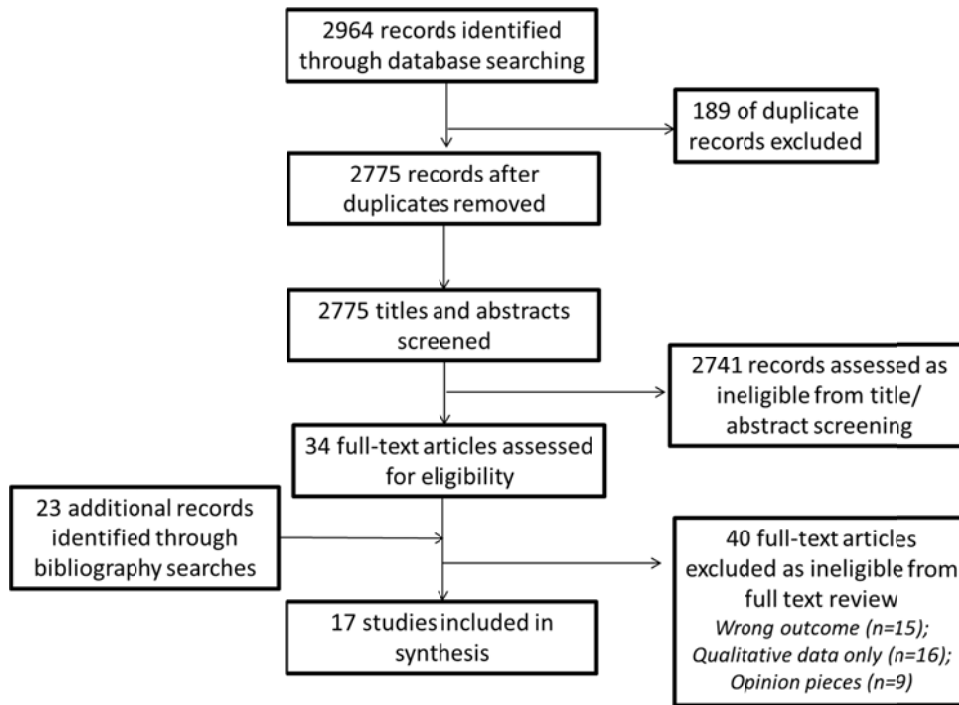 2964 records identified
through database searching
189 of duplicate
records excluded
2775 records after
duplicates removed
2775 titles and abstracts
screened
2741 records assessed as
ineligible from title/
abstract screening
34 full-text articles assessed
for eligibility
23 additional records
identified through
bibliography searches
40 full-text articles
excluded as ineligible from
full text review
Wrong outcome (n=15);
Qualitative data only (n=16);
Opinion pieces (n=9)
17 studies included in
synthesis